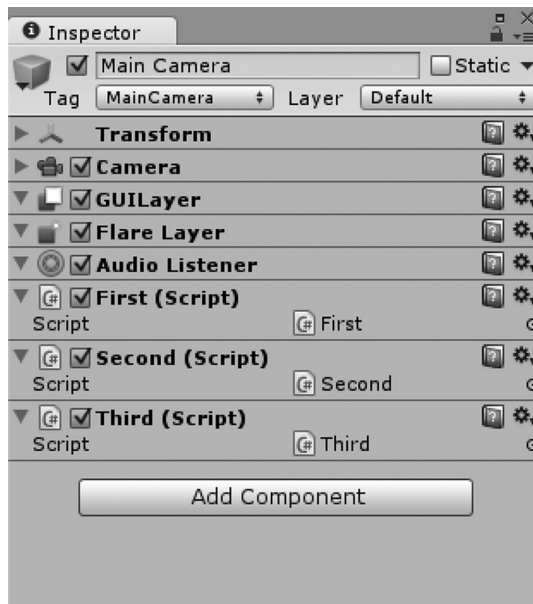 Inspector
Main Camera Static
Tag MainCamera Layer Default
Transform
Camera
GUILayer
Flare Layer
Audio Listener
First (Script)
Script First
Second (Script)
Script Second
Third (Script)
Script Third
Add Component